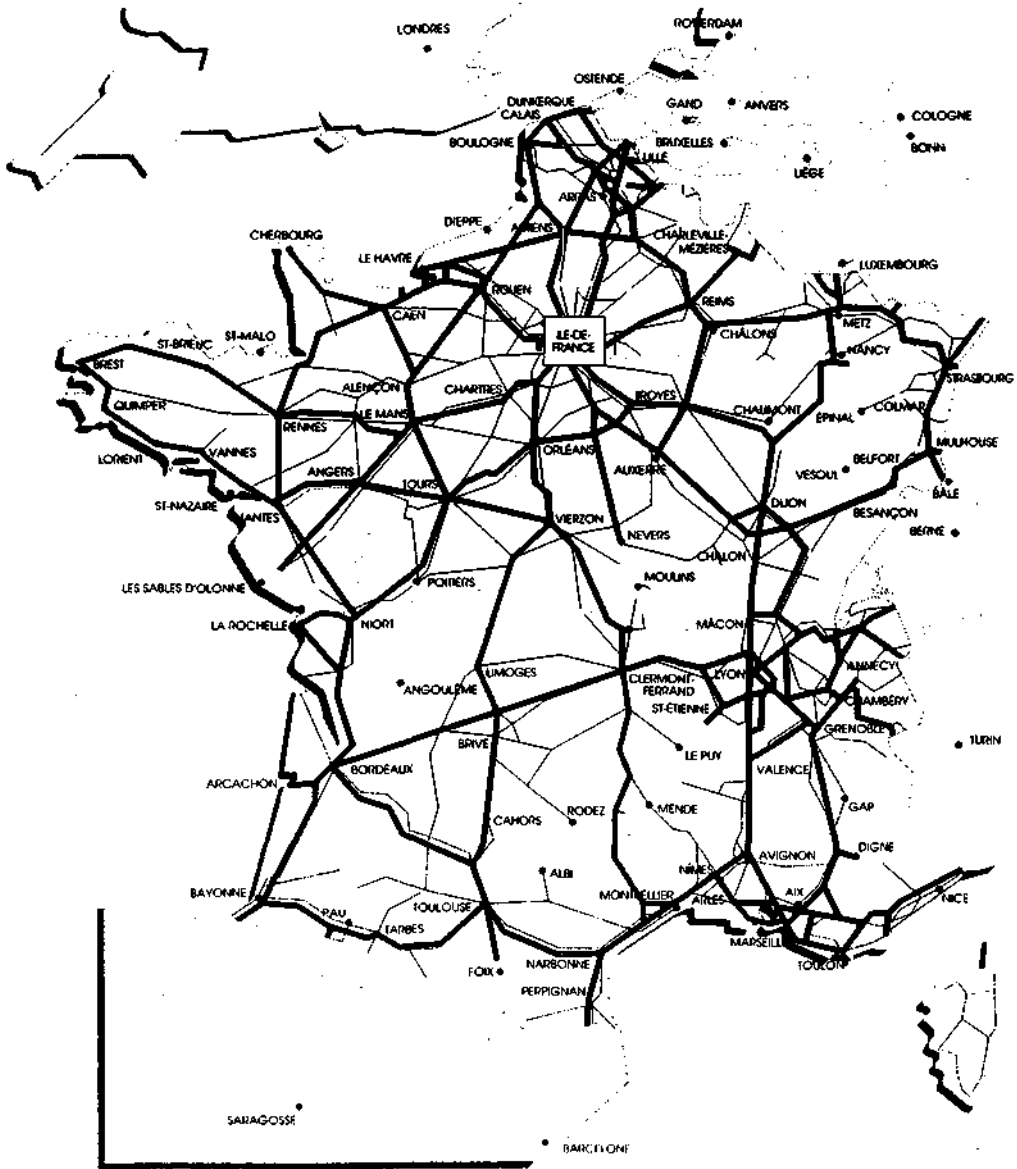 LONDRES
ROTTERDAM
OSTENDE
DUNKERQUE
GAND
ANVERS
CALAIS
COLOGNE
BOULOGNE
BRUXELLES
BONN
LILLE
LIÈGE
ARRAS
DIEPPE
AMIENS
CHERBOURG
CHARLEVILLE-
MÉZIÈRES
LE HAVRE
LUXEMBOURG
ROUEN
REIMS
CAEN
METZ
ILE-DE-
FRANCE
CHÂLONS
ST-MALO
ST-BRIEUC
NANCY
BREST
STRASBOURG
ALENÇON
CHARTRES
TROYES
QUIMPER
LE MANS
CHAUMONT
ÉPINAL
COLMAR
RENNES
VANNES
ORLÉANS
MULHOUSE
LORIENT
AUXERRE
BELFORT
ANGERS
TOURS
VESOUL
BÂLE
ST-NAZAIRE
NANTES
DIJON
BESANÇON
VIERZON
NEVERS
BERNE
CHALON
LES SABLES D'OLONNE
POITIERS
MOULINS
LA ROCHELLE
NIORT
MÂCON
ANNECY
LIMOGES
CLERMONT-
FERRAND
LYON
ANGOULÊME
ST-ÉTIENNE
CHAMBÉRY
GRENOBLE
BRIVE
LE PUY
TURIN
BORDEAUX
VALENCE
ARCACHON
CAHORS
RODEZ
MENDE
GAP
AVIGNON
DIGNE
ALBI
NÎMES
BAYONNE
MONTPELLIER
ARLES
AIX
NICE
PAU
TOULOUSE
TARBES
MARSEILL
FOIX
NARBONNE
TOULON
PERPIGNAN
SARAGOSSE
BARCELONE